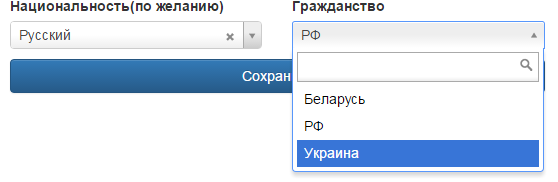 Национальность(по желанию)
Гражданство
Русский
РФ
Сохран
Беларусь
РФ
Украина